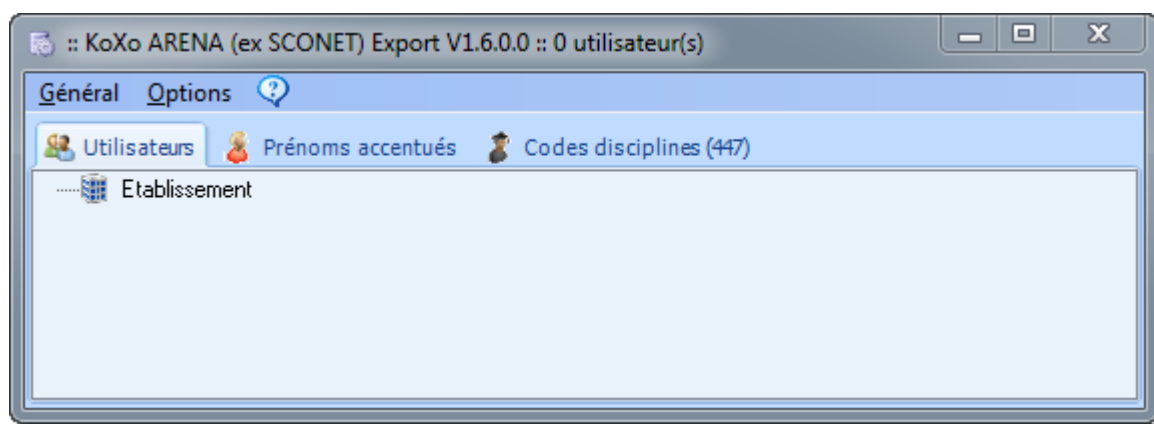 :: KoXo ARENA (ex SCONET) Export V1.6.0.0 :: 0 utilisateur(s)
Général Options
Utilisateurs Prénoms accentués Codes disciplines (447)
Etablissement